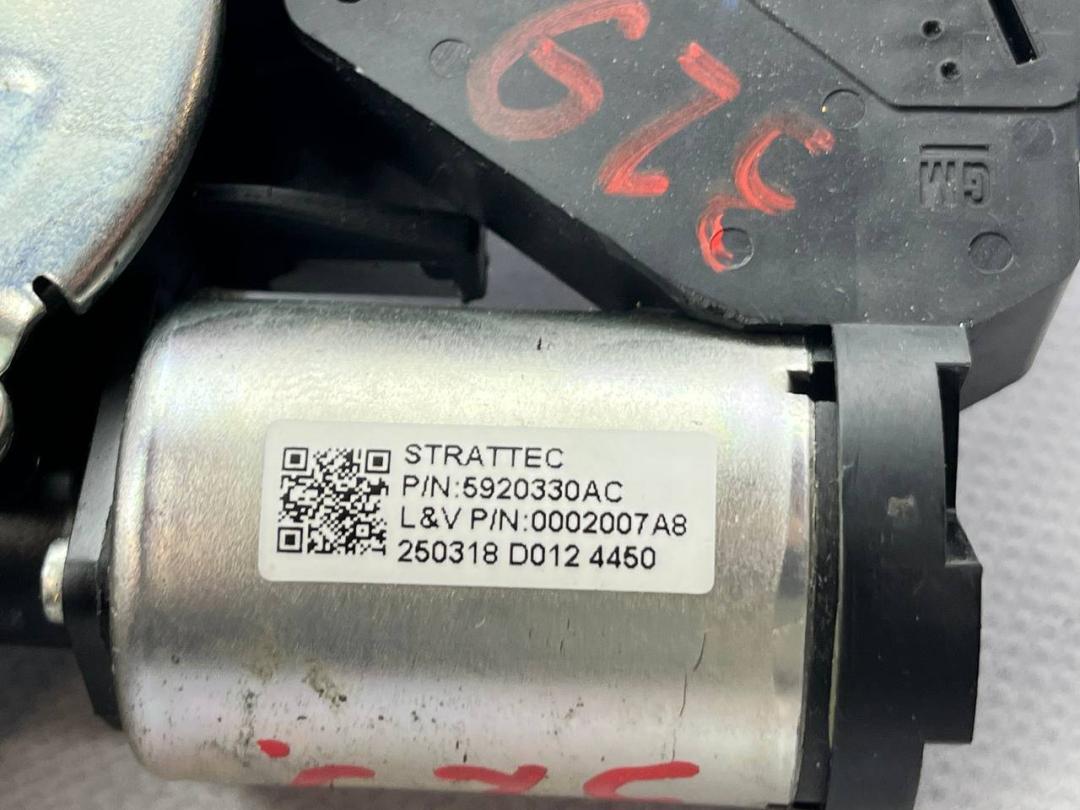 GM
STRATTEC
P/N:5920330AC
L&V P/N:0002007A8
250318 D012 4450